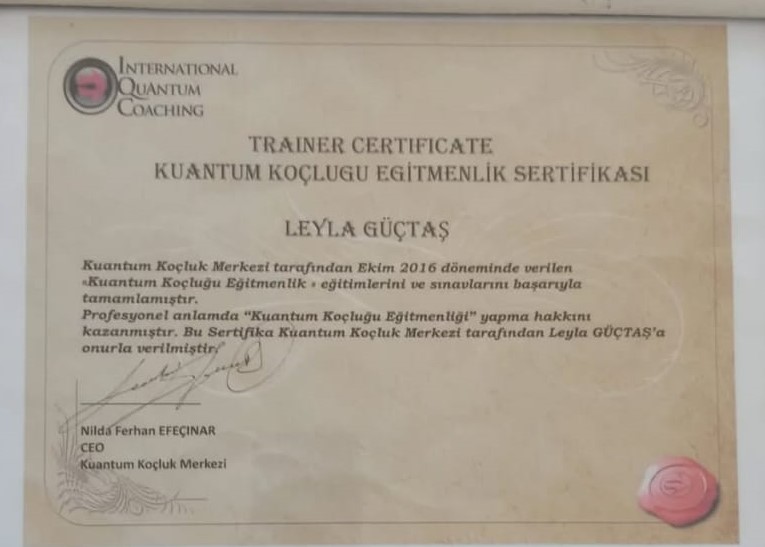 INTERNATIONAL
QUANTUM
COACHING
TRAINER CERTIFICATE
KUANTUM KOÇLUGU EGİTMENLİK SERTİFİKASI
LEYLA GÜÇTAŞ
Kuantum Koçluk Merkezi tarafından Ekim 2016 döneminde verilen
«Kuantum Koçluğu Eğitmenlik » eğitimlerini ve sınavlarını başarıyla
tamamlamıştır.
Profesyonel anlamda “Kuantum Koçluğu Eğitmenliği” yapma hakkını
kazanmıştır. Bu Sertifika Kuantum Koçluk Merkezi tarafından Leyla GÜÇTAŞ’a
onurla verilmiştir.
Nilda Ferhan EFEÇINAR
CEO
Kuantum Koçluk Merkezi